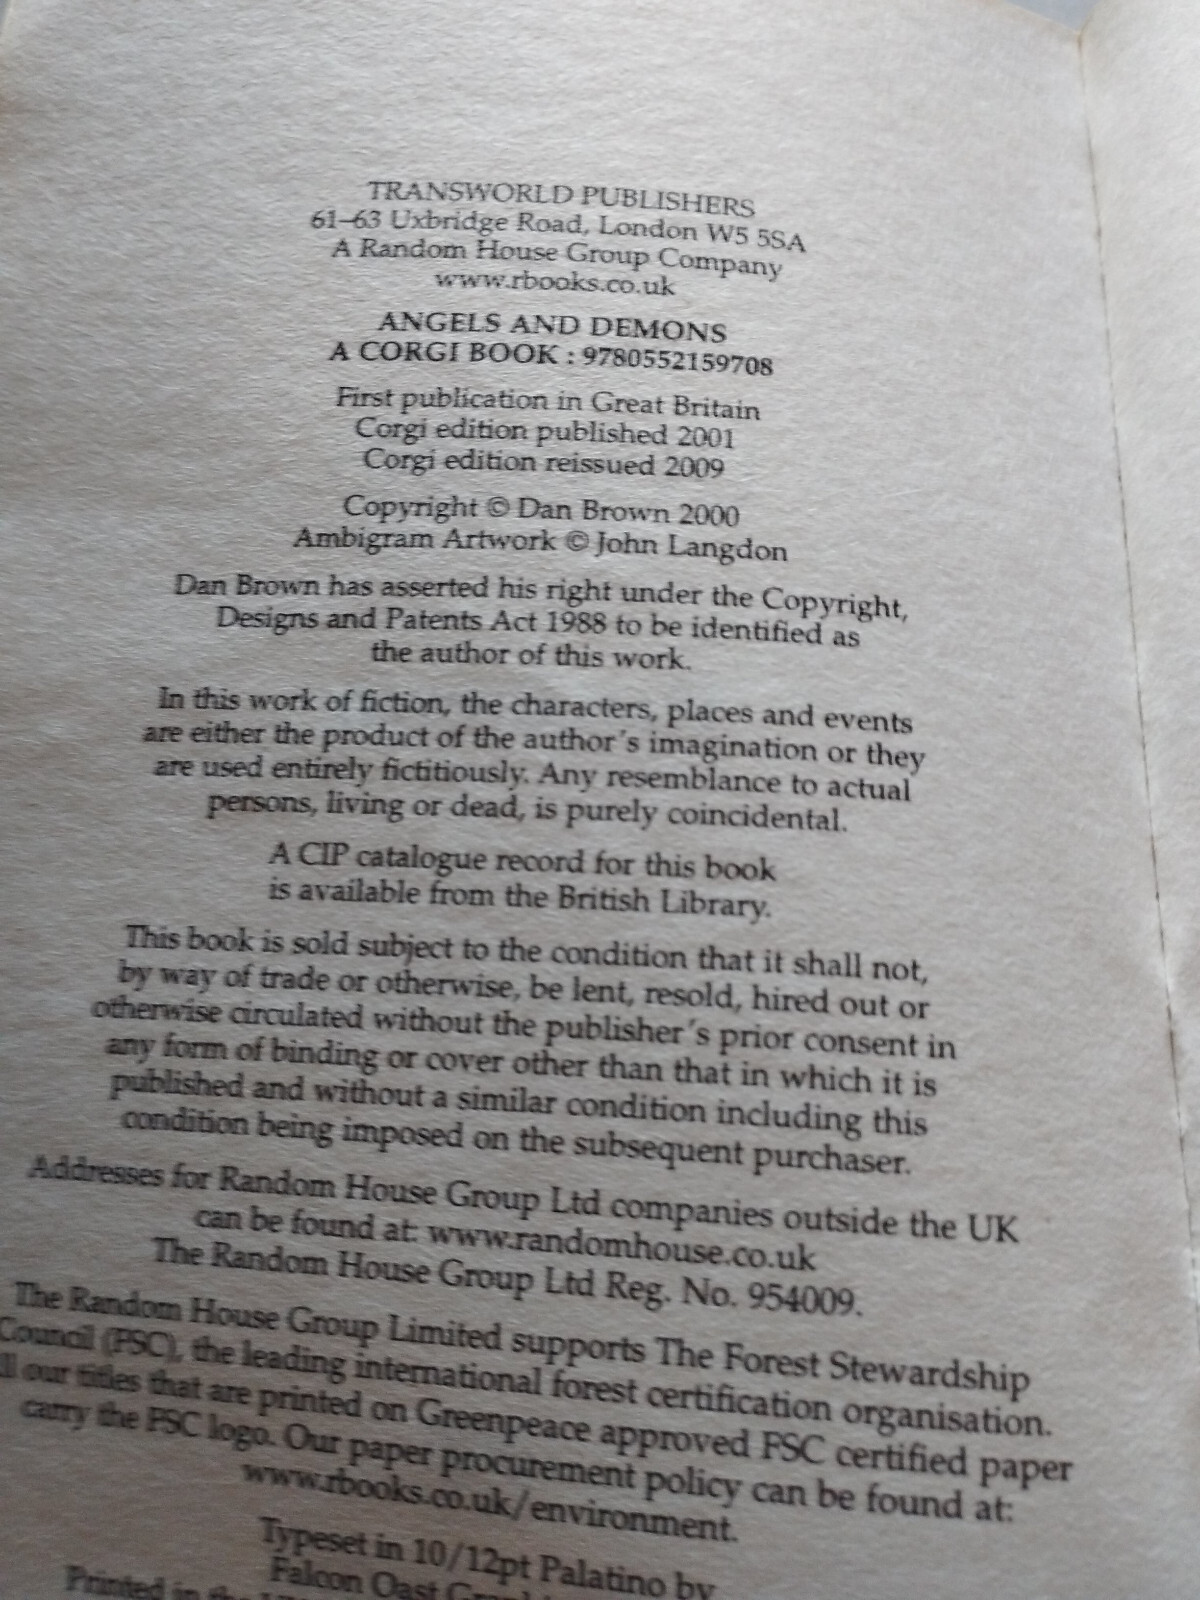 TRANSWORLD PUBLISHERS
61–63 Uxbridge Road, London W5 5SA
A Random House Group Company
www.rbooks.co.uk
ANGELS AND DEMONS
A CORGI BOOK : 9780552159708
First publication in Great Britain
Corgi edition published 2001
Corgi edition reissued 2009
Copyright © Dan Brown 2000
Ambigram Artwork © John Langdon
Dan Brown has asserted his right under the Copyright,
Designs and Patents Act 1988 to be identified as
the author of this work.
In this work of fiction, the characters, places and events
are either the product of the author's imagination or they
are used entirely fictitiously. Any resemblance to actual
persons, living or dead, is purely coincidental.
A CIP catalogue record for this book
is available from the British Library.
This book is sold subject to the condition that it shall not,
by way of trade or otherwise, be lent, resold, hired out or
otherwise circulated without the publisher's prior consent in
any form of binding or cover other than that in which it is
published and without a similar condition including this
condition being imposed on the subsequent purchaser.
Addresses for Random House Group Ltd companies outside the UK
can be found at: www.randomhouse.co.uk
The Random House Group Ltd Reg. No. 954009.
The Random House Group Limited supports The Forest Stewardship
Council (FSC), the leading international forest certification organisation.
our titles that are printed on Greenpeace approved FSC certified paper
carry the FSC logo. Our paper procurement policy can be found at:
www.rbooks.co.uk/environment.
Typeset in 10/12pt Palatino by
Falcon Oast
Printed in the